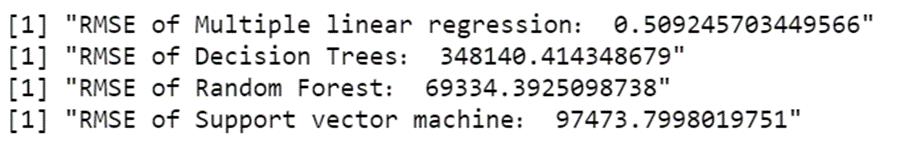 [1] "RMSE of Multiple linear regression:  0.509245703449566"
[1] "RMSE of Decision Trees:  348140.414348679"
[1] "RMSE of Random Forest:  69334.3925098738"
[1] "RMSE of Support vector machine:  97473.7998019751"